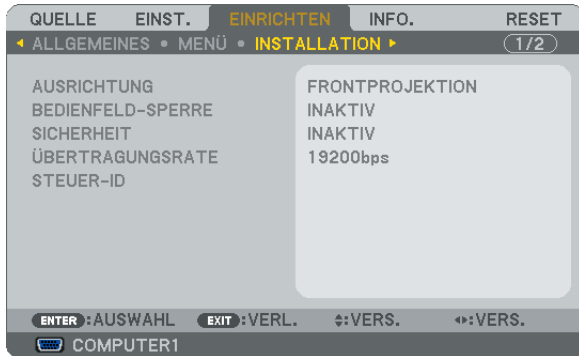 QUELLE EINST. EINRICHTEN INFO. RESET
ALLGEMEINES • MENÜ • INSTALLATION 1/2
AUSRICHTUNG FRONTPROJEKTION
BEDIENFELD-SPERRE INAKTIV
SICHERHEIT INAKTIV
ÜBERTRAGUNGSRATE 19200bps
STEUER-ID
ENTER :AUSWAHL EXIT :VERL. :VERS. :VERS.
COMPUTER1